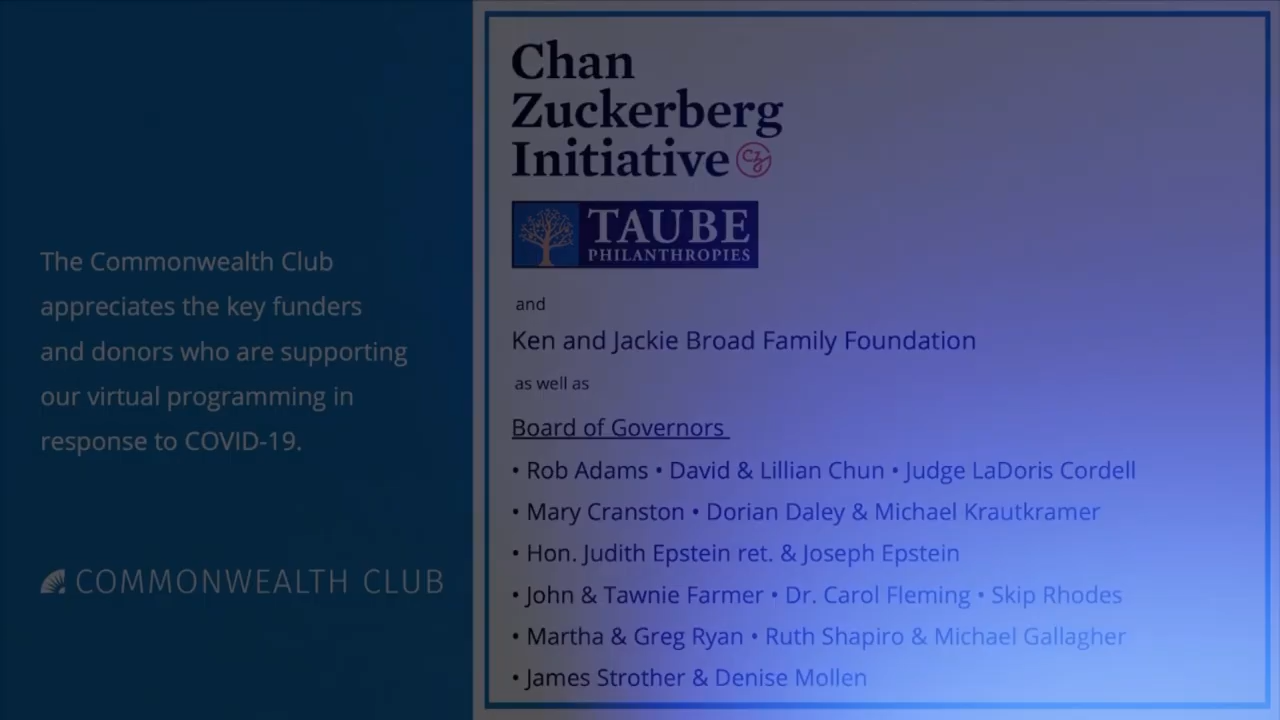 The Commonwealth Club
appreciates the key funders
and donors who are supporting
our virtual programming in
response to COVID-19.
COMMONWEALTH CLUB
Chan
Zuckerberg
Initiative
CZI
TAUBE
PHILANTHROPIES
and
Ken and Jackie Broad Family Foundation
as well as
Board of Governors
• Rob Adams • David & Lillian Chun • Judge LaDoris Cordell
• Mary Cranston • Dorian Daley & Michael Krautkramer
• Hon. Judith Epstein ret. & Joseph Epstein
• John & Tawnie Farmer • Dr. Carol Fleming • Skip Rhodes
• Martha & Greg Ryan • Ruth Shapiro & Michael Gallagher
• James Strother & Denise Mollen